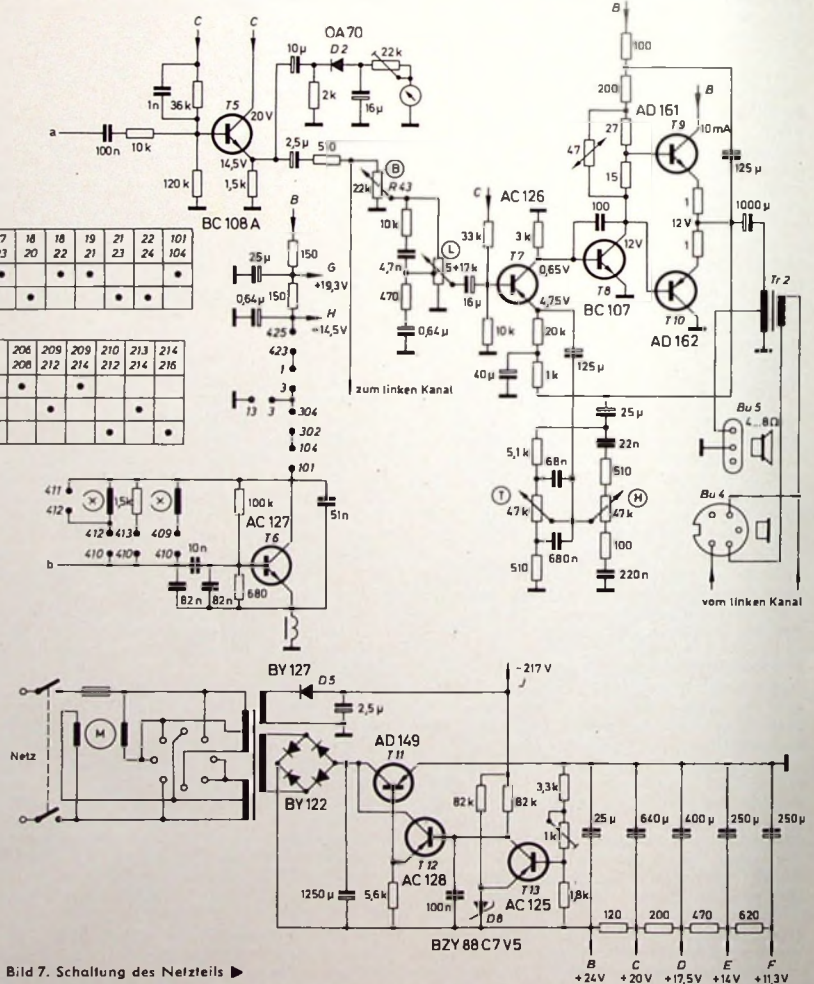 C C B
OA 70
10µ D2 22k 100
1n 36k T5 20V 2k 16µ 200 AD 161 B
a 100n 10k 14,5V 2,5µ 510 27 T9 10mA
120k 1,5k B 22k R43 C AC 126 47 15 125µ
BC 108 A B 10k 33k 3k 100 1 12V 1000µ
18 18 19 21 22 101
20 22 21 23 24 104
150 25µ G +19,3V 4,7n L 5+17k T7 0,65V 12V T8 1 Tr 2
150 470 16µ 4,75V BC 107 T10
0,64µ H +14,5V 0,64µ 10k 20k AD 162
425 40µ 1k 125µ
206 209 209 210 213 214
208 212 214 212 214 216
423
1
3 zum linken Kanal
13 3 304 25µ Bu 5
302 5,1k 68n 22n 4...8Ω
104 510
101 T 47k 47k H Bu 4
411 1,5k 100k 51n
412 AC 127 680n 100
412 413 409 10n T6 510 220n
b 410 410 410 680 vom linken Kanal
82n 82n
BY 127 -217 V
D5 J
2,5µ
Netz M AD 149
T11 3,3k
BY 122 82k 82k 25µ 640µ 400µ 250µ 250µ
T12 1k
AC 128 T13
1250µ 5,6k 100n AC 125 1,8k
D8 120 200 470 620
BZY 88 C7 V5
Bild 7. Schaltung des Netzteils ▶ B C D E F
+24V +20V +17,5V +14V +11,3V